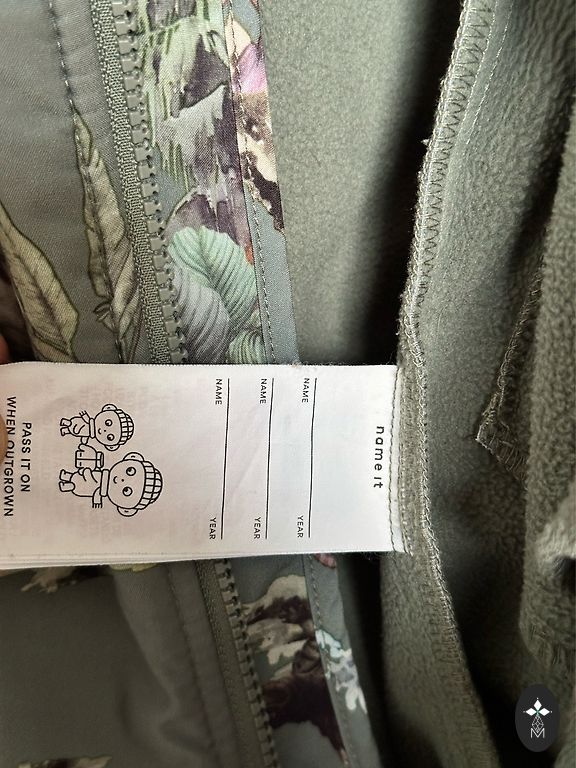 name it
NAME YEAR
NAME YEAR
NAME YEAR
PASS IT ON
WHEN OUTGROWN
M